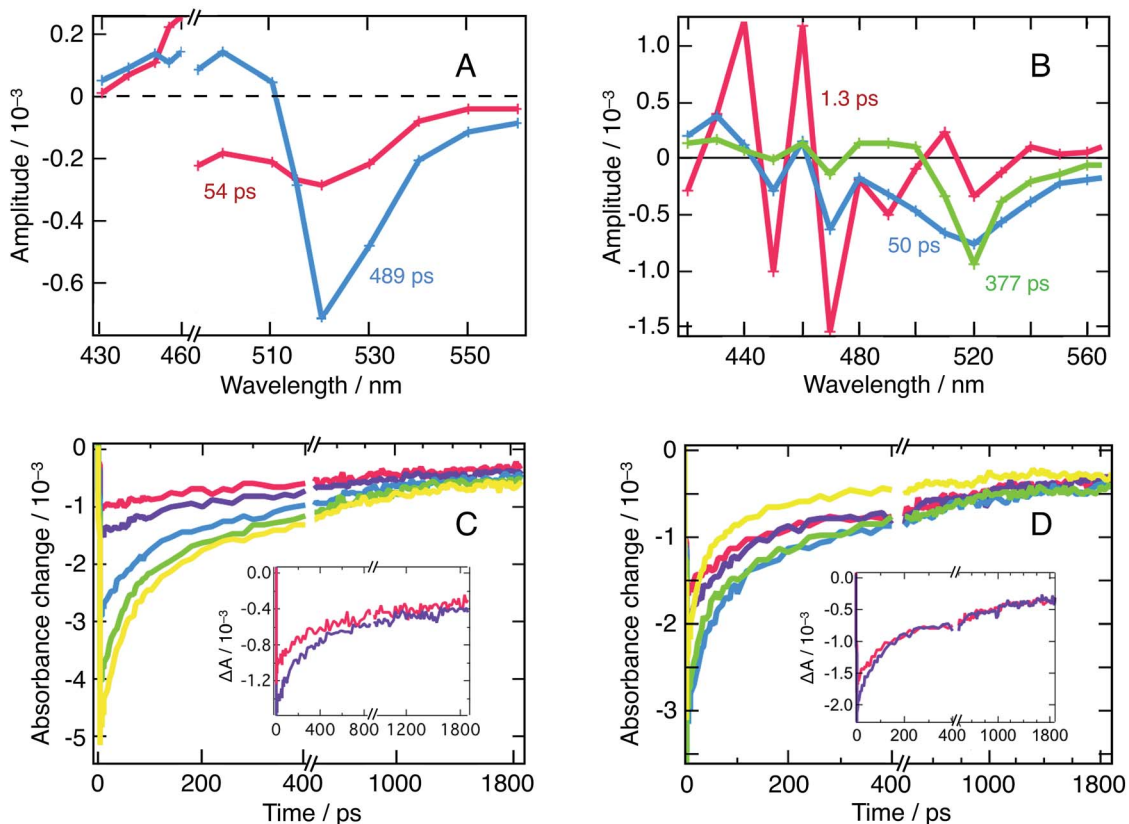 A
0.2
0
-0.2
-0.4
-0.6
Amplitude / 10⁻³
54 ps
489 ps
430 460 510 530 550
Wavelength / nm
B
1.0
0.5
0
-0.5
-1.0
-1.5
Amplitude / 10⁻³
1.3 ps
50 ps
377 ps
440 480 520 560
Wavelength / nm
C
0
-1
-2
-3
-4
-5
Absorbance change / 10⁻³
0 200 400 1000 1800
Time / ps
0.0
-0.4
-0.8
-1.2
ΔA / 10⁻³
0 400 800 1200 1800
D
0
-1
-2
-3
Absorbance change / 10⁻³
0 200 400 1000 1800
Time / ps
0.0
-0.5
-1.0
-1.5
-2.0
ΔA / 10⁻³
0 200 400 1000 1800